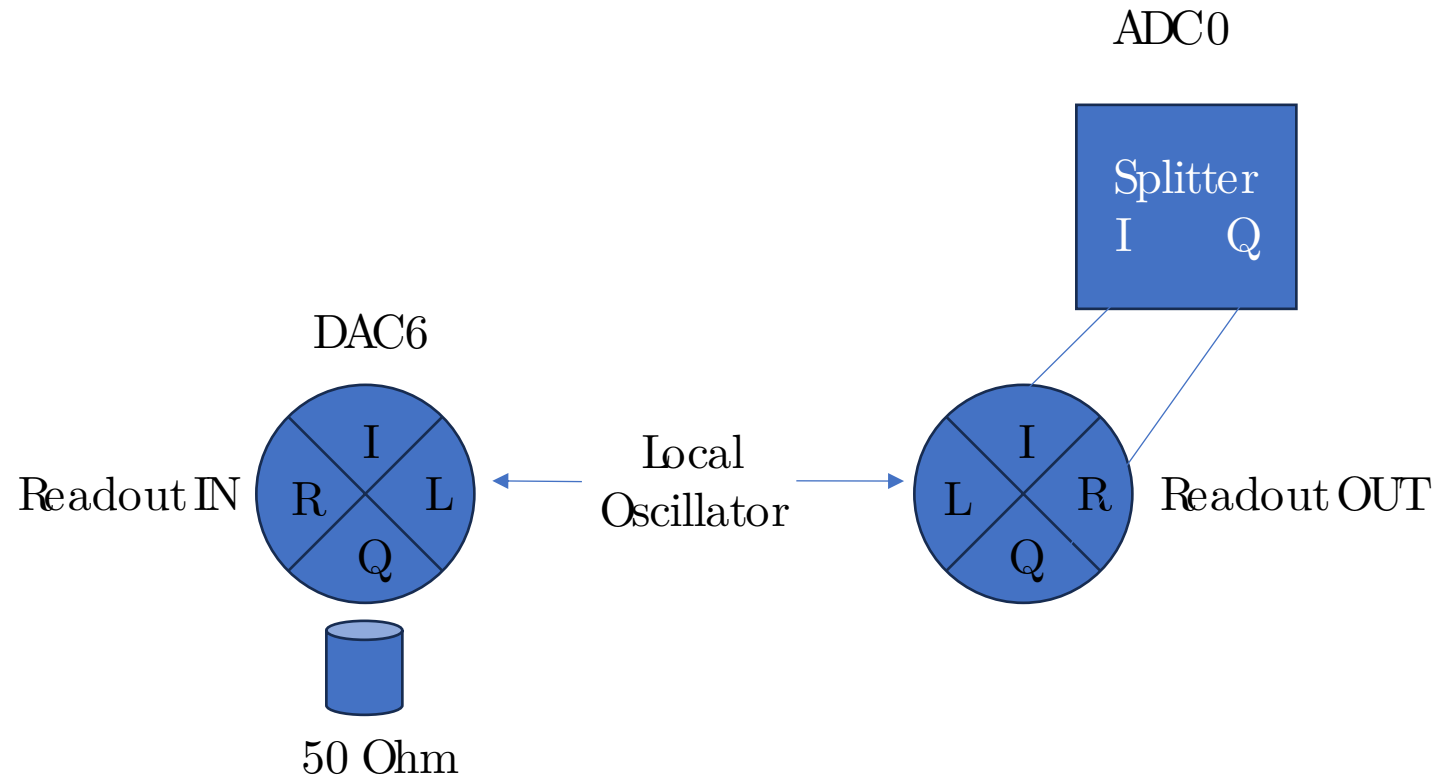 ADC0
Splitter
I Q
DAC6
I
Readout IN
R
L
Q
50 Ohm
Local
Oscillator
I
L
R
Readout OUT
Q